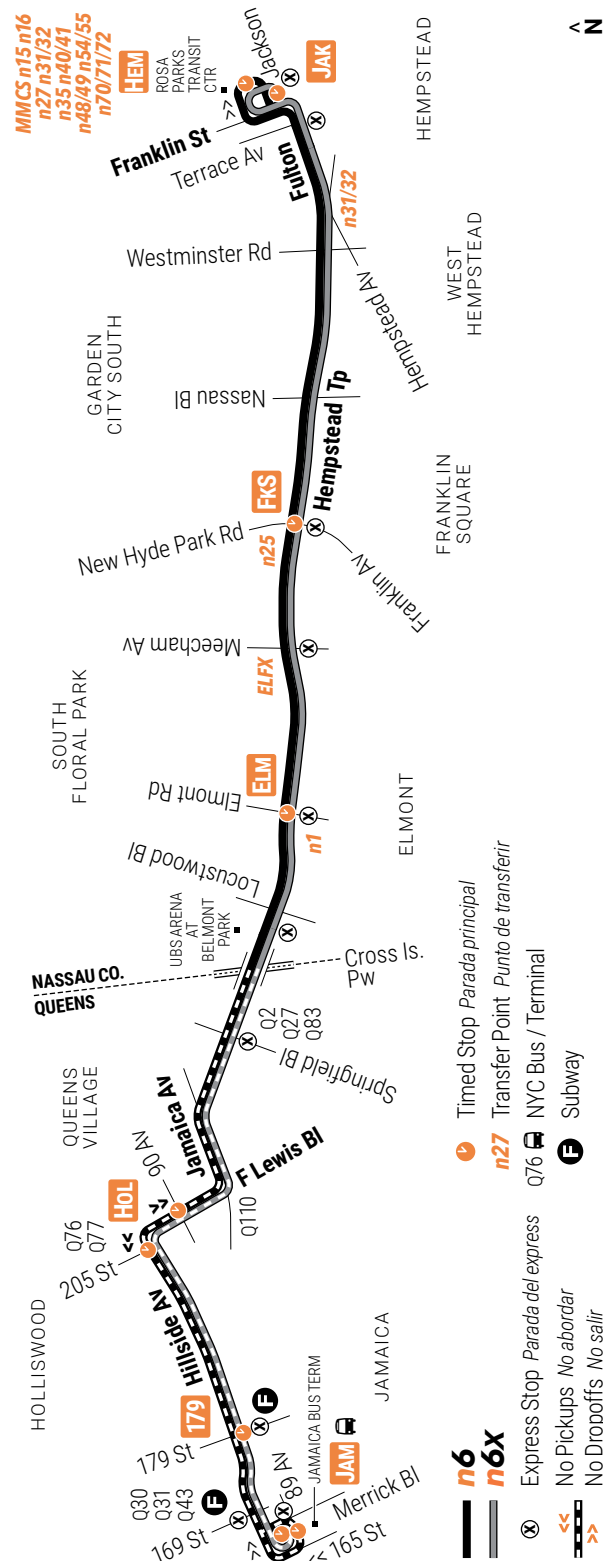 HOLLISWOOD
QUEENS
VILLAGE
SOUTH
FLORAL PARK
GARDEN
CITY SOUTH
MMCS n15 n16
n27 n31/32
n35 n40/41
n48/49 n54/55
n70/71/72
HEM
ROSA
PARKS
TRANSIT
CTR
Jackson
JAK
Franklin St
Terrace Av
Fulton
n31/32
Westminster Rd
Hempstead Av
HEMPSTEAD
WEST
HEMPSTEAD
Nassau Bl
Hempstead Tp
FKS
New Hyde Park Rd
n25
Franklin Av
FRANKLIN
SQUARE
Meecham Av
ELFX
ELM
Elmont Rd
n1
ELMONT
Locustwood Bl
UBS ARENA
AT
BELMONT
PARK
NASSAU CO.
QUEENS
Cross Is.
Pw
Q2
Q27
Q83
Springfield Bl
Jamaica Av
90 Av
F Lewis Bl
Q110
HOL
Q76
Q77
205 St
Hillside Av
179
179 St
F
Q30
Q31
Q43
F
169 St
89 Av
JAMAICA BUS TERM
JAM
Merrick Bl
165 St
JAMAICA
n6
n6X
X Express Stop Parada del express
<< No Pickups No abordar
>> No Dropoffs No salir
Timed Stop Parada principal
n27 Transfer Point Punto de transferir
Q76 NYC Bus / Terminal
F Subway
< N